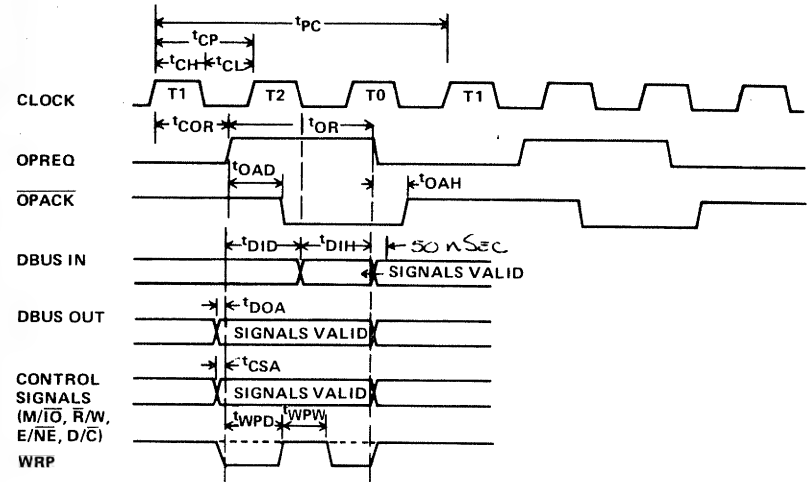 tPC
tCP
tCH tCL
CLOCK T1 T2 T0 T1
tCOR tOR
OPREQ
tOAD tOAH
OPACK
tDID tDIH 50 nSEC
DBUS IN SIGNALS VALID
tDOA
DBUS OUT SIGNALS VALID
tCSA
CONTROL
SIGNALS SIGNALS VALID
(M/IO, R/W,
E/NE, D/C) tWPD tWPW
WRP